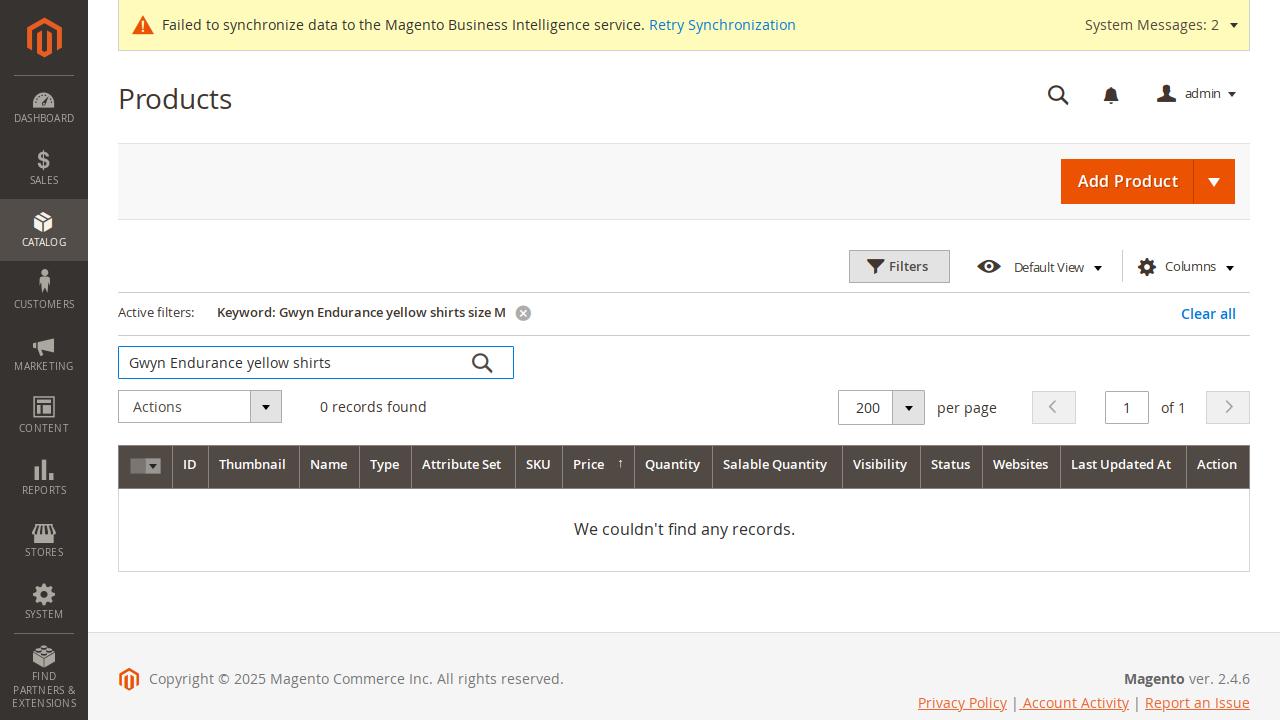 Failed to synchronize data to the Magento Business Intelligence service. Retry Synchronization
System Messages: 2
DASHBOARD
SALES
CATALOG
CUSTOMERS
MARKETING
CONTENT
REPORTS
STORES
SYSTEM
FIND
PARTNERS &
EXTENSIONS
Products
admin
Add Product
Filters
Default View
Columns
Active filters: Keyword: Gwyn Endurance yellow shirts size M
Clear all
Gwyn Endurance yellow shirts
Actions
0 records found
200
per page
1
of 1
ID Thumbnail Name Type Attribute Set SKU Price ↑ Quantity Salable Quantity Visibility Status Websites Last Updated At Action
We couldn't find any records.
Copyright © 2025 Magento Commerce Inc. All rights reserved.
Magento ver. 2.4.6
Privacy Policy | Account Activity | Report an Issue